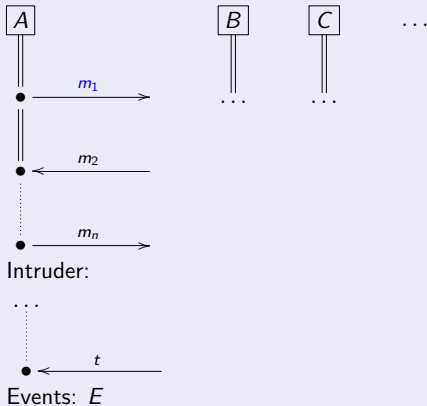 A B C ...
m₁
... ...
m₂
mₙ
Intruder:
...
t
Events: E